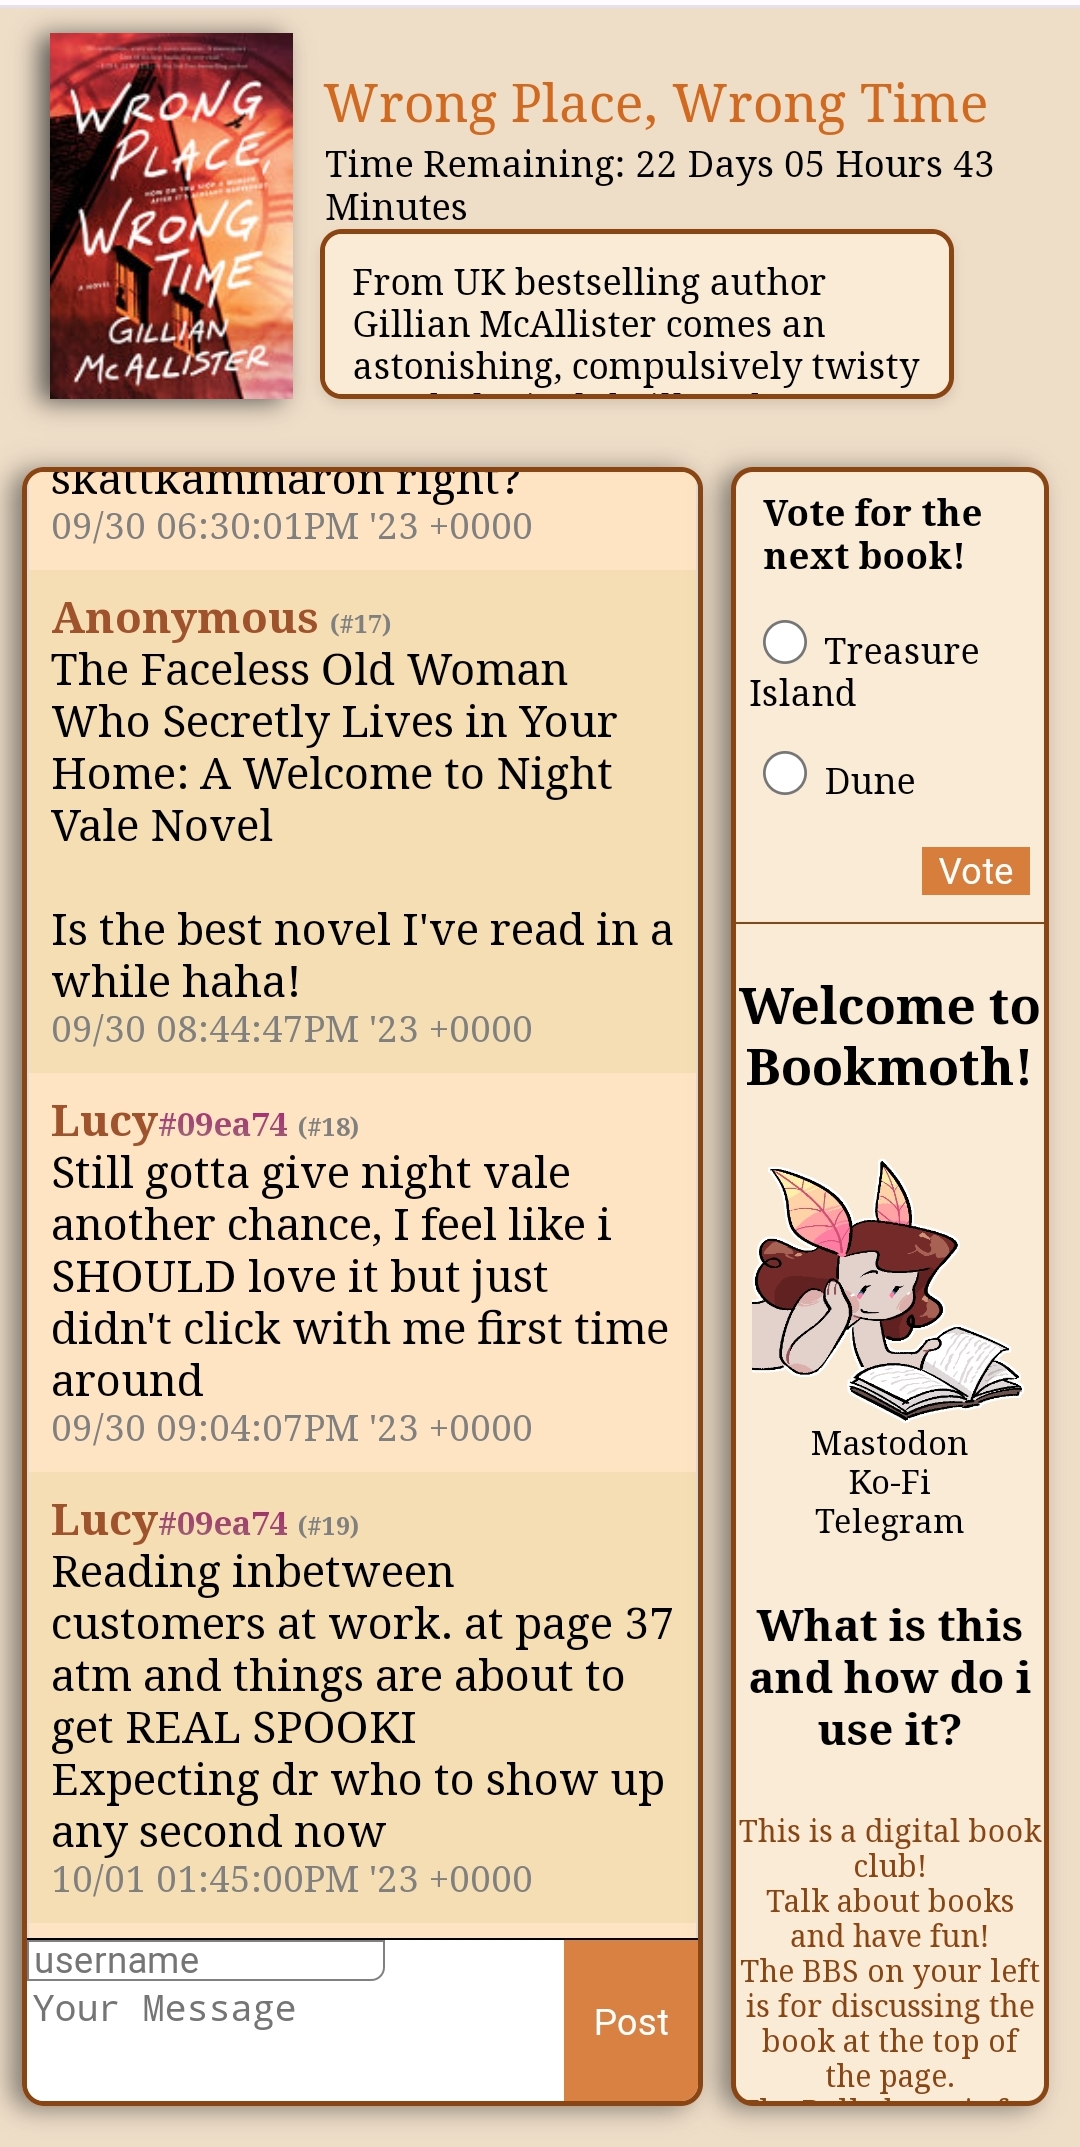 WRONG
PLACE,
HOW DO YOU STOP A MURDER
AFTER IT'S ALREADY HAPPENED?
WRONG
TIME
A NOVEL
GILLIAN
McALLISTER
Wrong Place, Wrong Time
Time Remaining: 22 Days 05 Hours 43
Minutes
From UK bestselling author
Gillian McAllister comes an
astonishing, compulsively twisty
skattkammaron right?
09/30 06:30:01PM '23 +0000
Anonymous (#17)
The Faceless Old Woman
Who Secretly Lives in Your
Home: A Welcome to Night
Vale Novel
Is the best novel I've read in a
while haha!
09/30 08:44:47PM '23 +0000
Lucy#09ea74 (#18)
Still gotta give night vale
another chance, I feel like i
SHOULD love it but just
didn't click with me first time
around
09/30 09:04:07PM '23 +0000
Lucy#09ea74 (#19)
Reading inbetween
customers at work. at page 37
atm and things are about to
get REAL SPOOKI
Expecting dr who to show up
any second now
10/01 01:45:00PM '23 +0000
username
Your Message
Post
Vote for the
next book!
Treasure
Island
Dune
Vote
Welcome to
Bookmoth!
Mastodon
Ko-Fi
Telegram
What is this
and how do i
use it?
This is a digital book
club!
Talk about books
and have fun!
The BBS on your left
is for discussing the
book at the top of
the page.